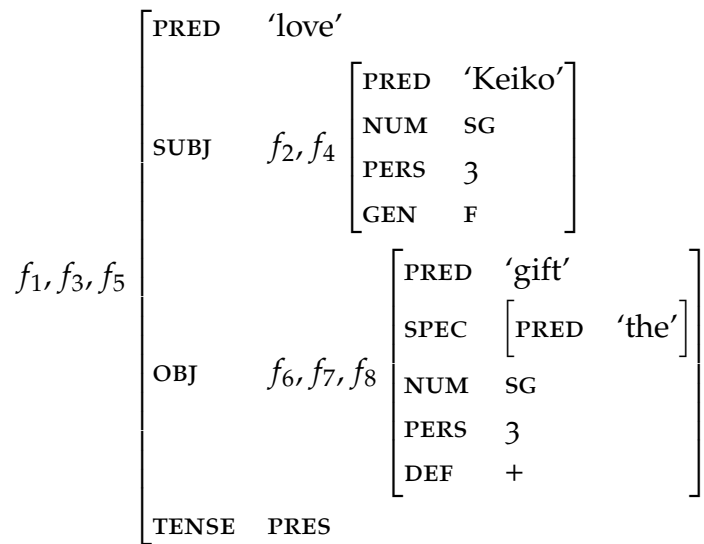 PRED ‘love’
SUBJ f2, f4
PRED ‘Keiko’
NUM SG
PERS 3
GEN F
f1, f3, f5
OBJ f6, f7, f8
PRED ‘gift’
SPEC [PRED ‘the’]
NUM SG
PERS 3
DEF +
TENSE PRES